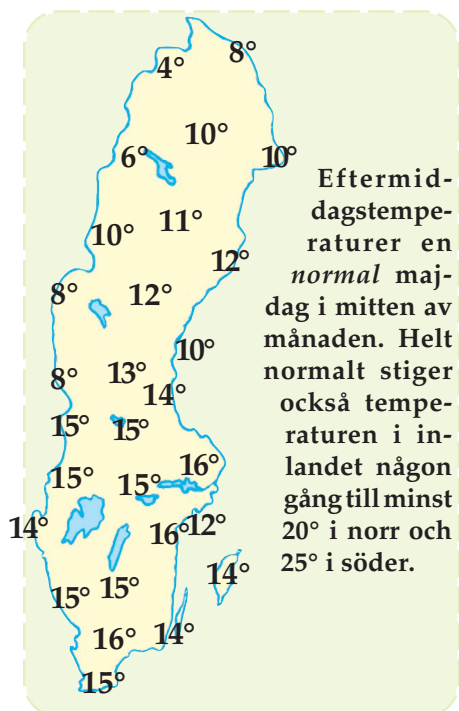 8°
4°
10°
6°
10°
11°
10°
12°
8°
12°
10°
13°
8°
14°
15°
15°
16°
15°
15°
14°
16°
12°
14°
15°
15°
16°
14°
15°
Eftermid-
dagstempe-
raturer en
normal maj-
dag i mitten av
månaden. Helt
normalt stiger
också tempe-
raturen i in-
landet någon
gång till minst
20° i norr och
25° i söder.